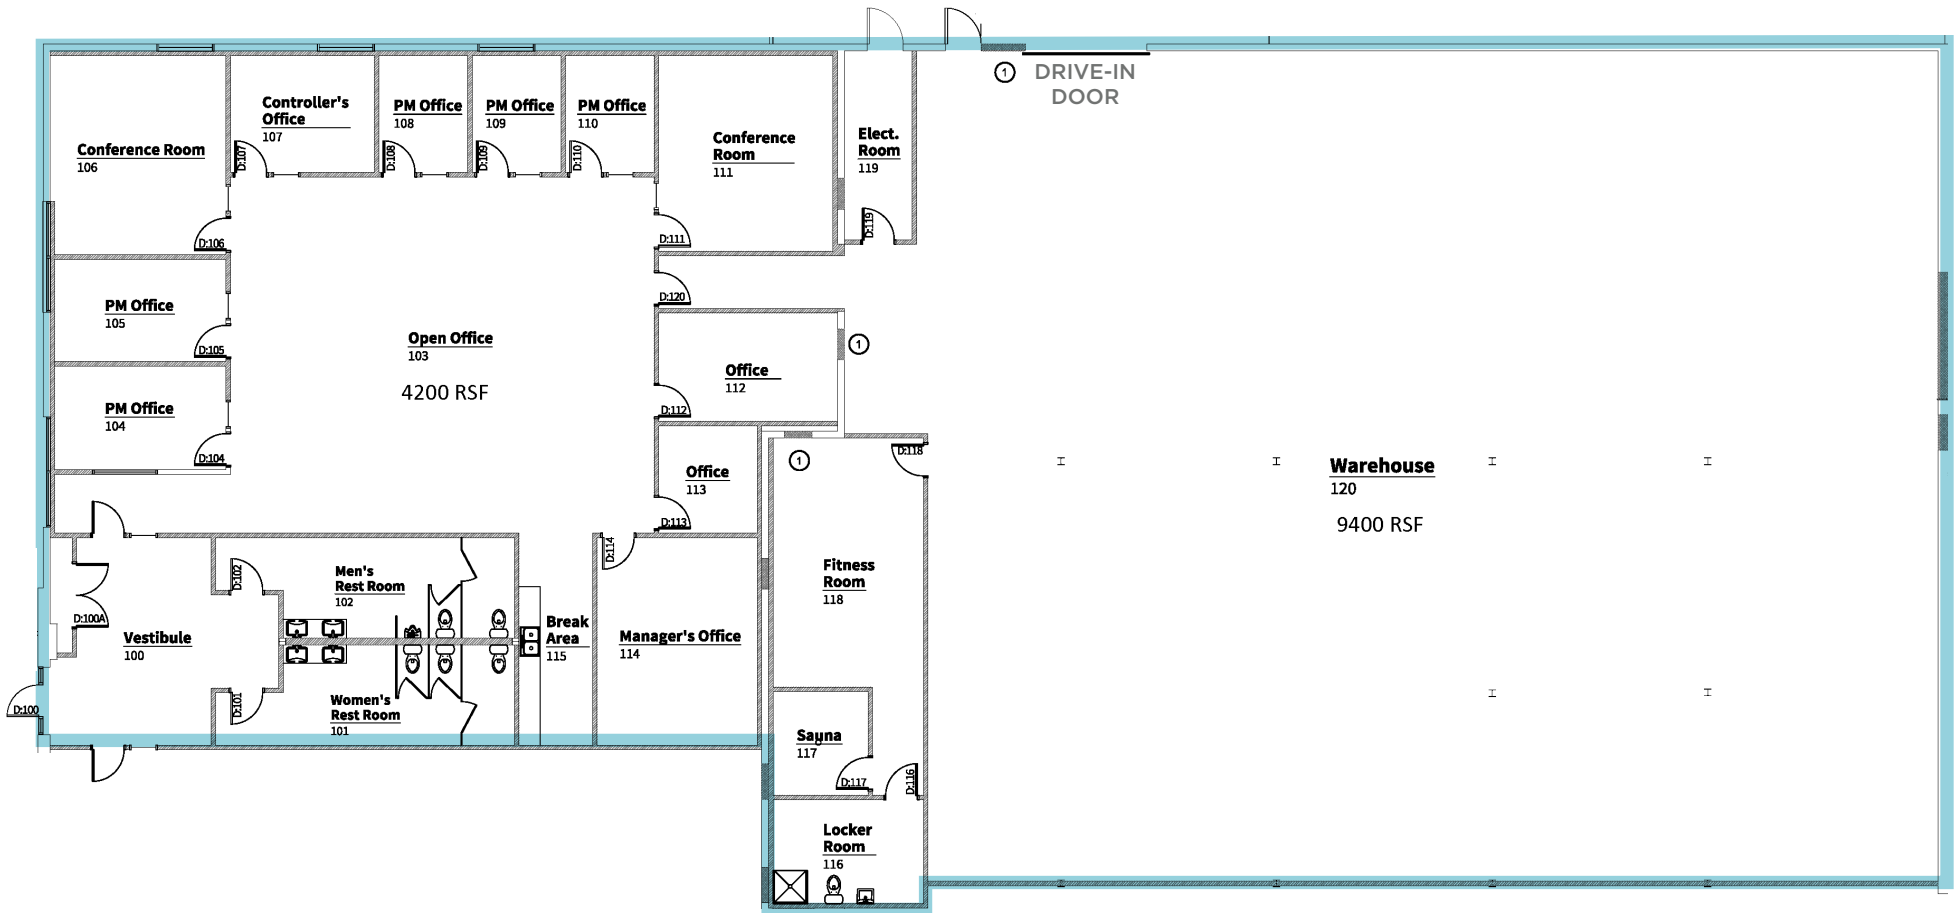 1
DRIVE-IN
DOOR
Conference Room
106
Controller's
Office
107
PM Office
108
PM Office
109
PM Office
110
Conference
Room
111
Elect.
Room
119
D:107
D:108
D:109
D:110
D:119
D:106
D:111
D:120
PM Office
105
D:105
Open Office
103
4200 RSF
Office
112
D:112
1
PM Office
104
D:104
Office
113
D:113
1
D:118
Warehouse
120
9400 RSF
D:114
D:102
Men's
Rest Room
102
D:100A
Vestibule
100
Break
Area
115
Manager's Office
114
Fitness
Room
118
D:100
D:101
Women's
Rest Room
101
Sauna
117
D:117
D:116
Locker
Room
116